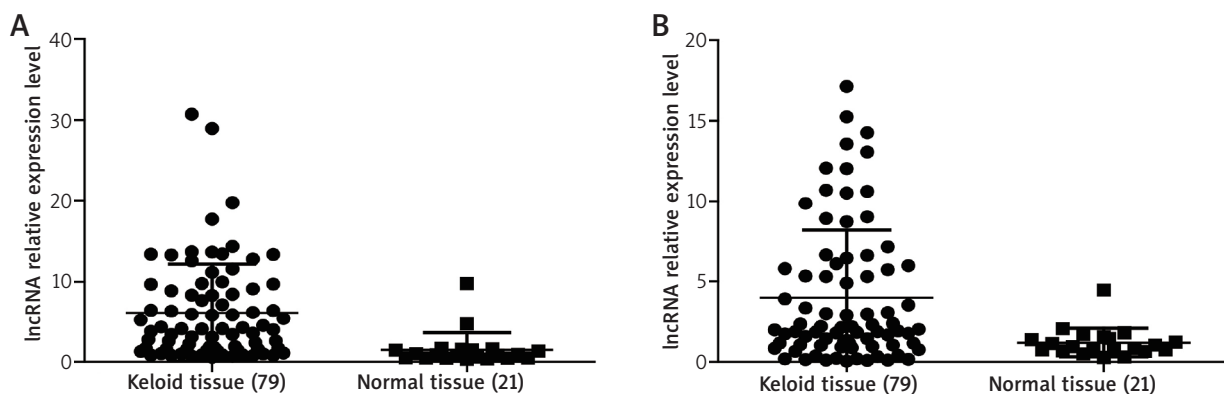 A
lncRNA relative expression level
40
30
20
10
0
Keloid tissue (79)
Normal tissue (21)
B
lncRNA relative expression level
20
15
10
5
0
Keloid tissue (79)
Normal tissue (21)